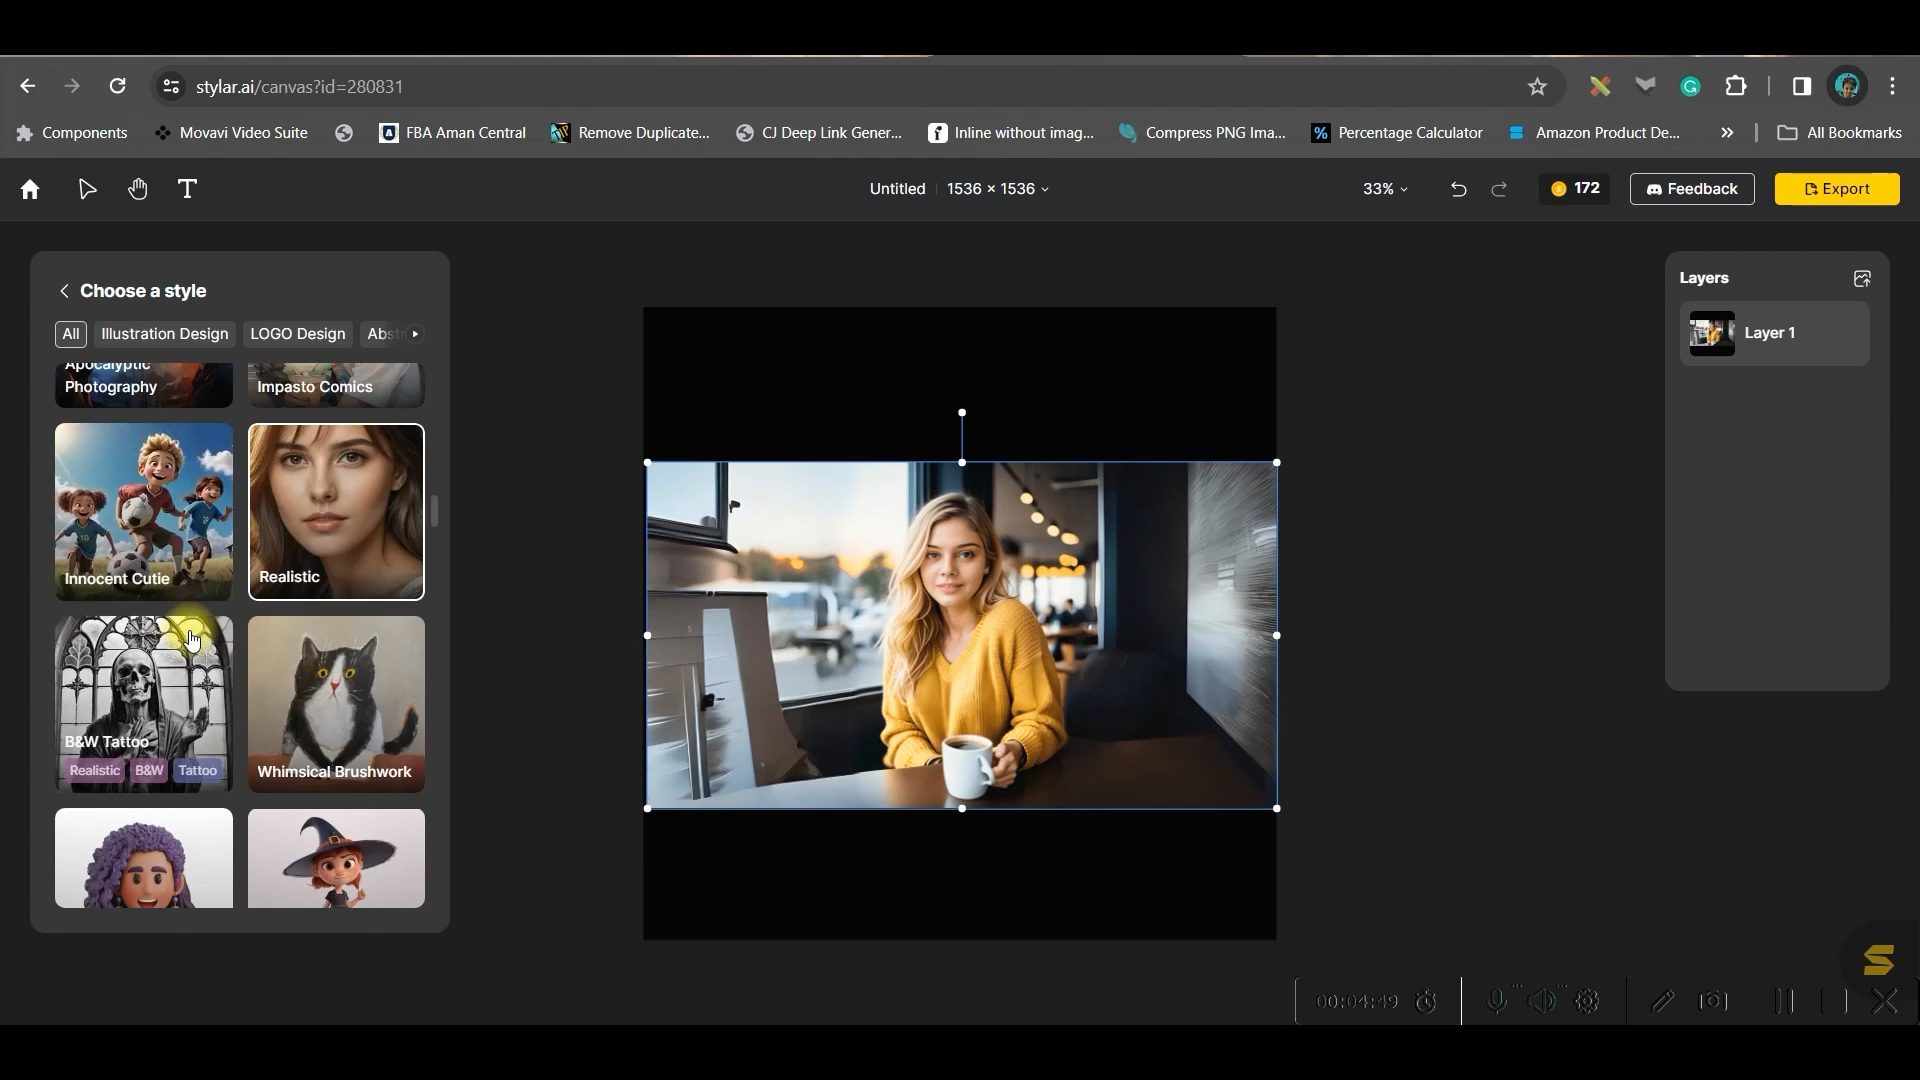 stylar.ai/canvas?id=280831
Components
Movavi Video Suite
FBA Aman Central
Remove Duplicate...
CJ Deep Link Gener...
Inline without imag...
Compress PNG Ima...
Percentage Calculator
Amazon Product De...
All Bookmarks
Untitled
1536 × 1536
33%
172
Feedback
Export
Choose a style
All
Illustration Design
LOGO Design
Abst
Apocalyptic
Photography
Impasto Comics
Innocent Cutie
Realistic
B&W Tattoo
Realistic
B&W
Tattoo
Whimsical Brushwork
Layers
Layer 1
00:04:49